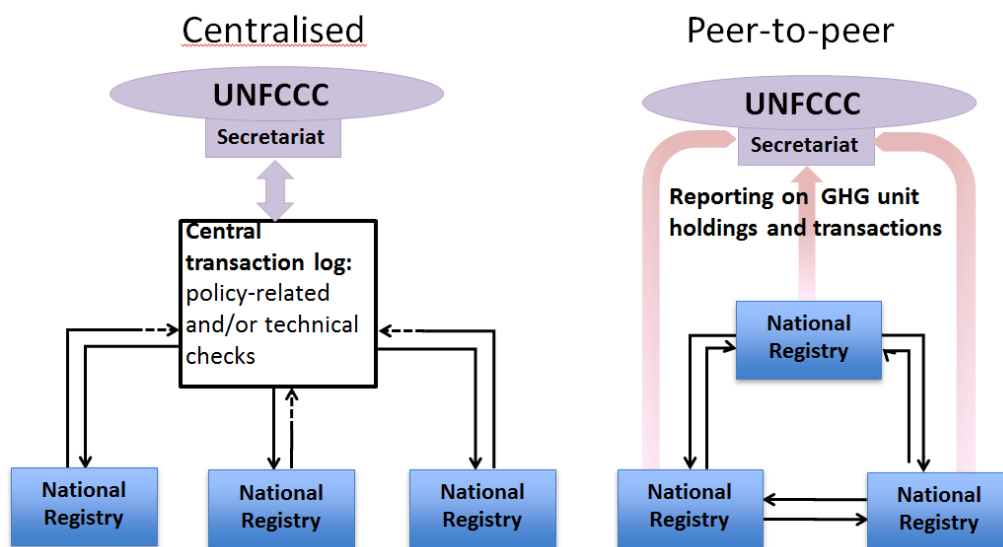 Centralised
UNFCCC
Secretariat
Central
transaction log:
policy-related
and/or technical
checks
National
Registry
National
Registry
National
Registry
Peer-to-peer
UNFCCC
Secretariat
Reporting on GHG unit
holdings and transactions
National
Registry
National
Registry
National
Registry